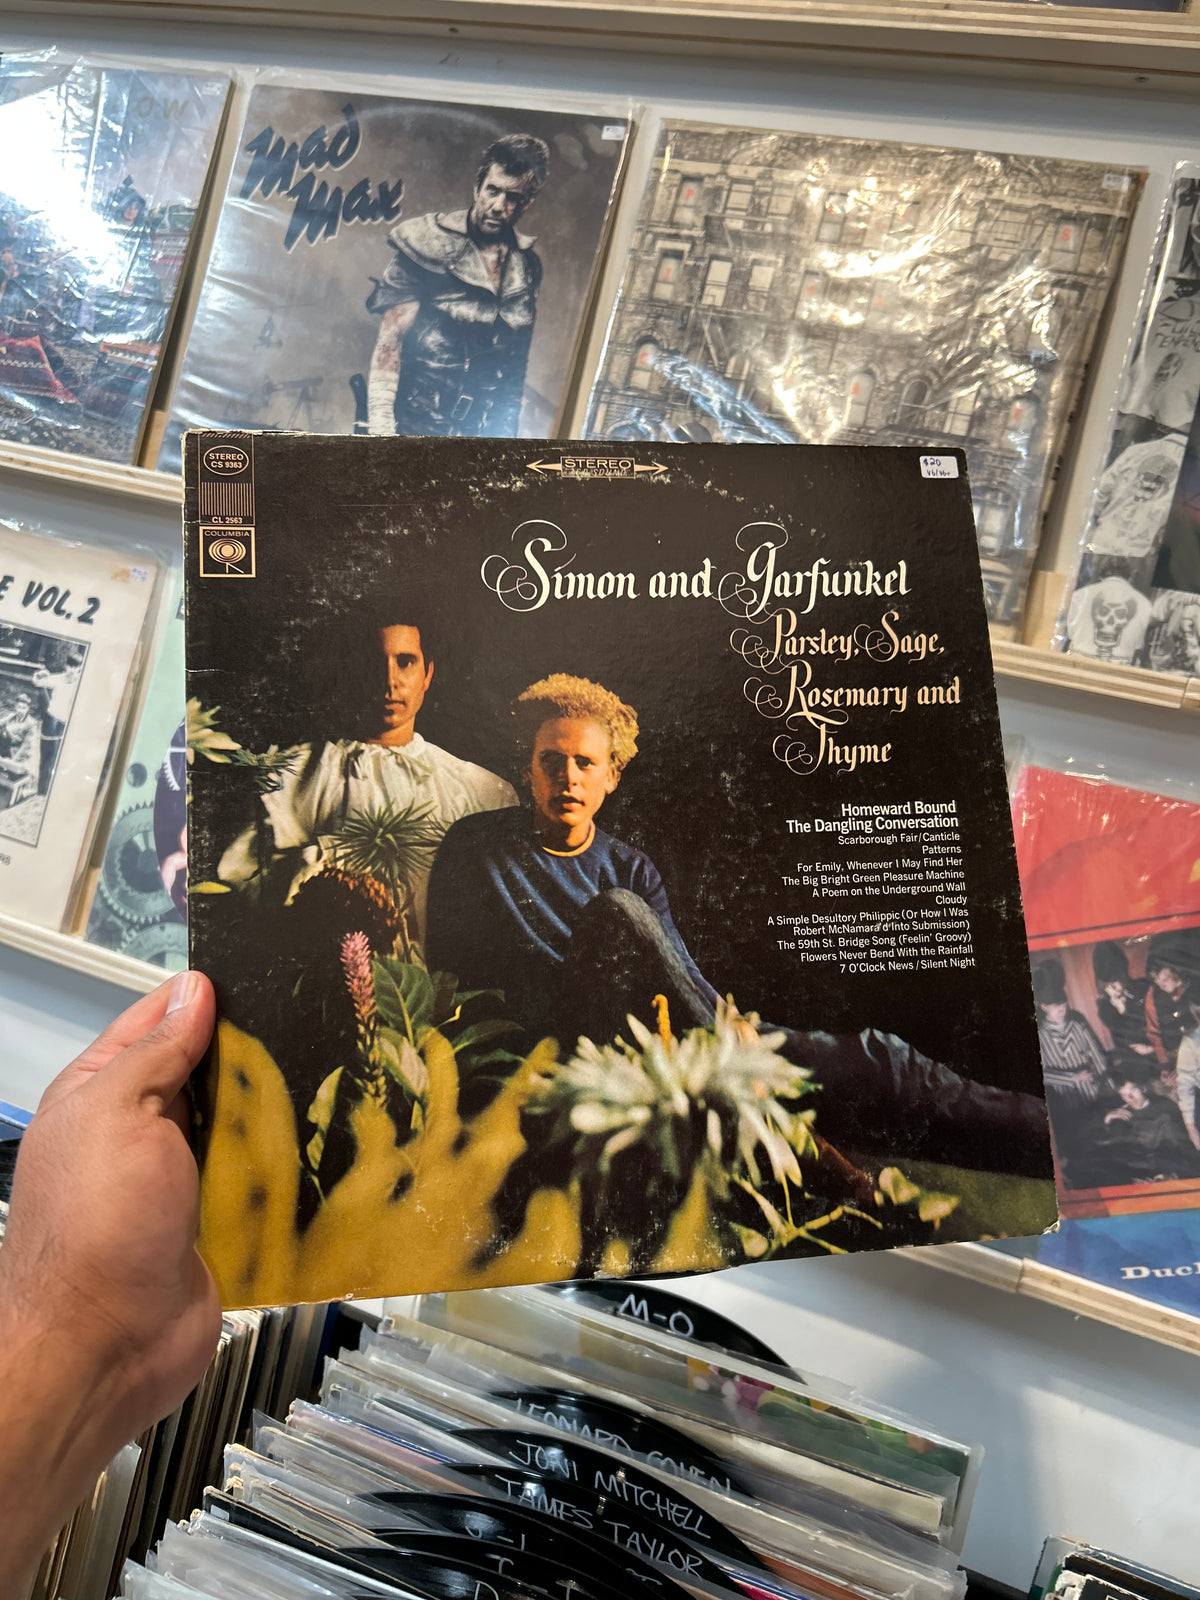 Mad
Max
E VOL.2
STEREO
CS 9363
CL 2563
COLUMBIA
STEREO
$20
Simon and Garfunkel
Parsley, Sage,
Rosemary and
Thyme
Homeward Bound
The Dangling Conversation
Scarborough Fair/Canticle
Patterns
For Emily, Whenever I May Find Her
The Big Bright Green Pleasure Machine
A Poem on the Underground Wall
Cloudy
A Simple Desultory Philippic (Or How I Was
Robert McNamara'd Into Submission)
The 59th St. Bridge Song (Feelin' Groovy)
Flowers Never Bend With the Rainfall
7 O'Clock News/Silent Night
Duc
M-O
LEONARD COHEN
JONI MITCHELL
JAMES TAYLOR